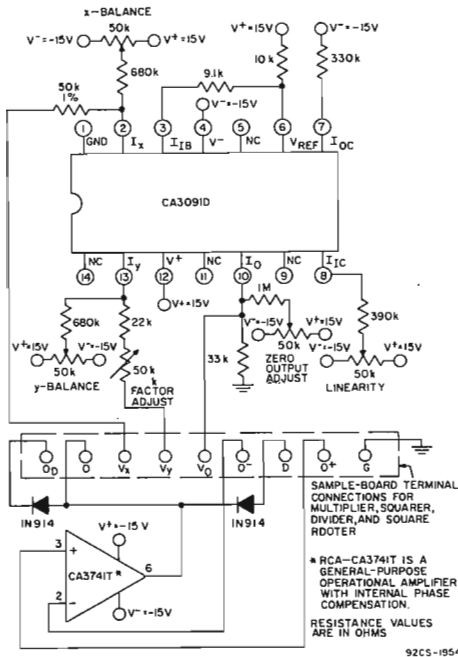 x-BALANCE
50k
V⁻=-15V
V⁺=15V
680k
50k
1%
V⁺=15V
V⁻=-15V
10k
330k
9.1k
V⁻=-15V
1 2 3 4 5 6 7
GND Ix IIB V⁻ NC VREF IOC
CA3091D
NC Iy V⁺ NC IO NC IIC
14 13 12 11 10 9 8
V+=15V
680k
22k
1M
390k
V⁺=15V
V⁻=-15V
50k
y-BALANCE
50k
k
FACTOR
ADJUST
33k
V⁻=-15V
V⁺=15V
50k
ZERO
OUTPUT
ADJUST
V⁻=-15V
V⁺=15V
50k
LINEARITY
OD O Vx Vy VO O⁻ D O⁺ G
IN914
IN914
SAMPLE-BOARD TERMINAL
CONNECTIONS FOR
MULTIPLIER, SQUARER,
DIVIDER, AND SQUARE
ROOTER
V⁺=-15 V
3
+
CA3741T*
6
2
-
V⁻=-15V
* RCA-CA3741T IS A
GENERAL-PURPOSE
OPERATIONAL AMPLIFIER
WITH INTERNAL PHASE
COMPENSATION.
RESISTANCE VALUES
ARE IN OHMS
92CS-1954